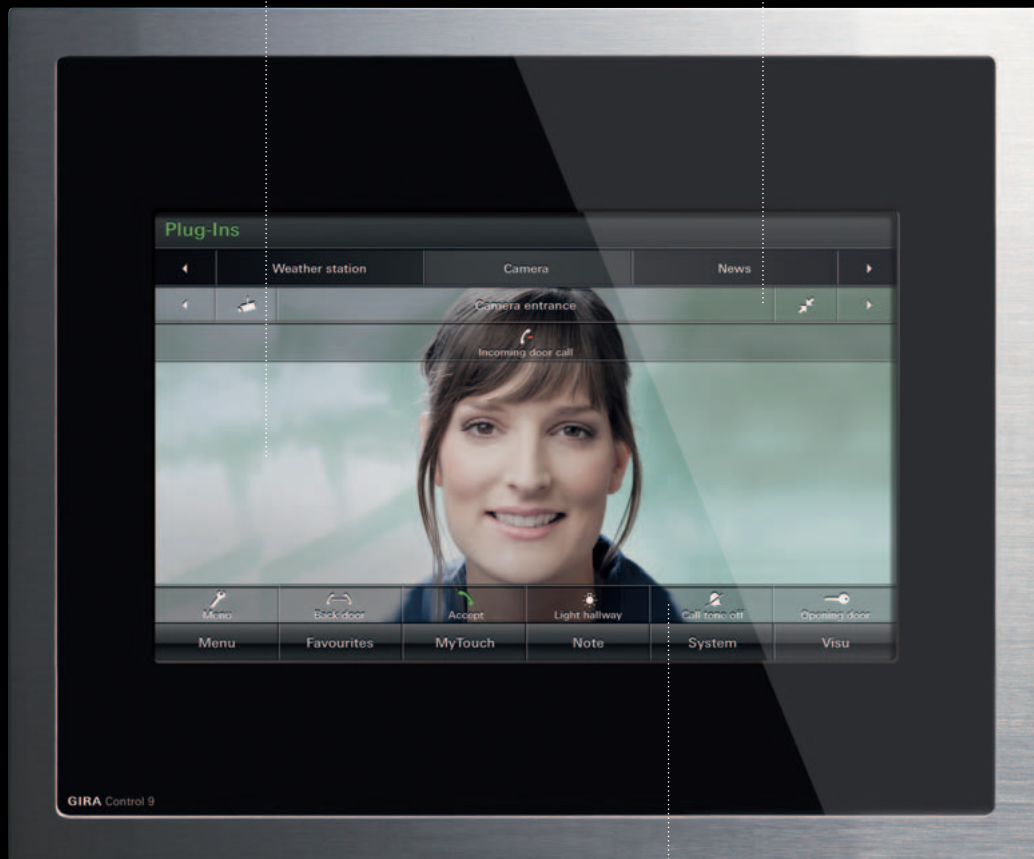 Plug-Ins
Weather station
Camera
News
Camera entrance
Incoming door call
Menu
Back door
Accept
Light hallway
Call tone off
Opening door
Menu
Favourites
MyTouch
Note
System
Visu
GIRA Control 9